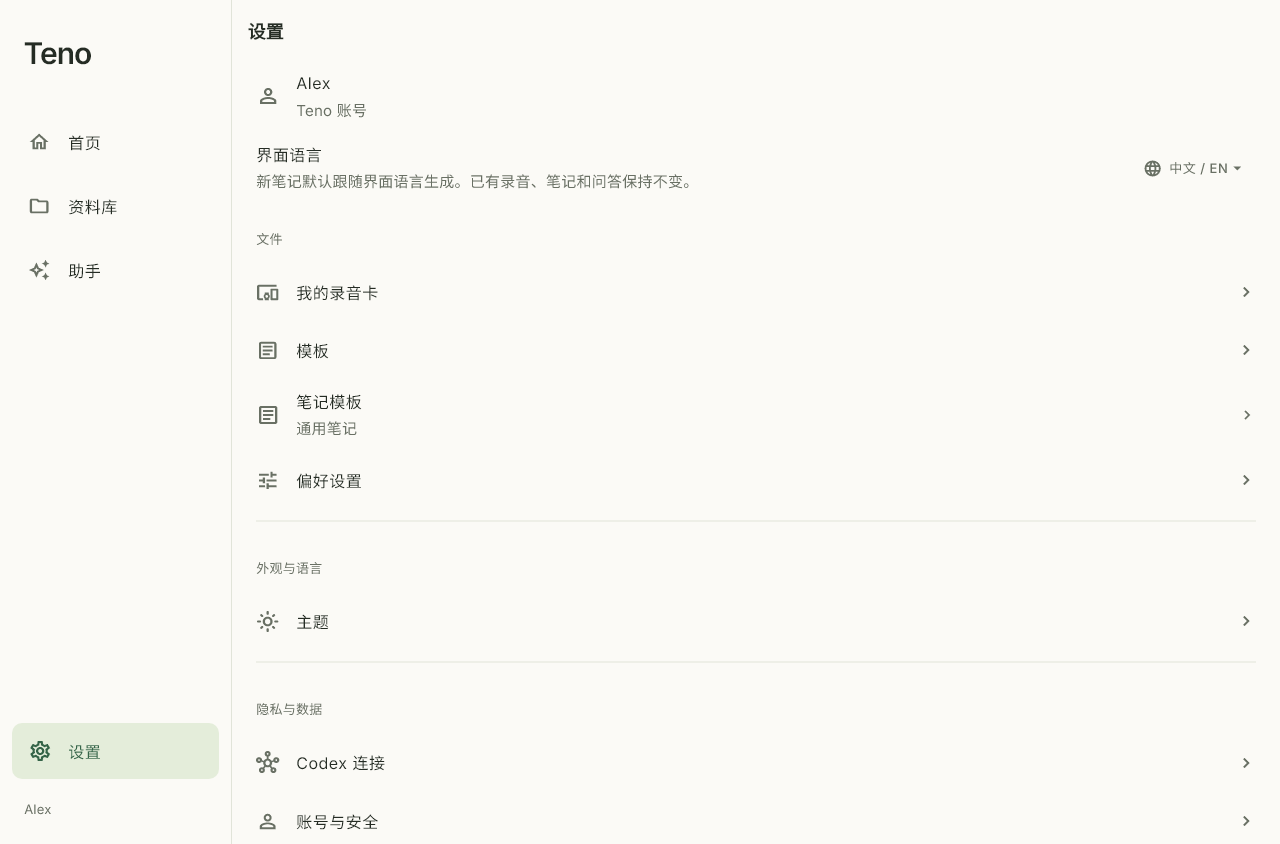 Teno
首页
资料库
助手
设置
Alex
设置
Alex
Teno 账号
界面语言
新笔记默认跟随界面语言生成。已有录音、笔记和问答保持不变。
中文 / EN
文件
我的录音卡
模板
笔记模板
通用笔记
偏好设置
外观与语言
主题
隐私与数据
Codex 连接
账号与安全